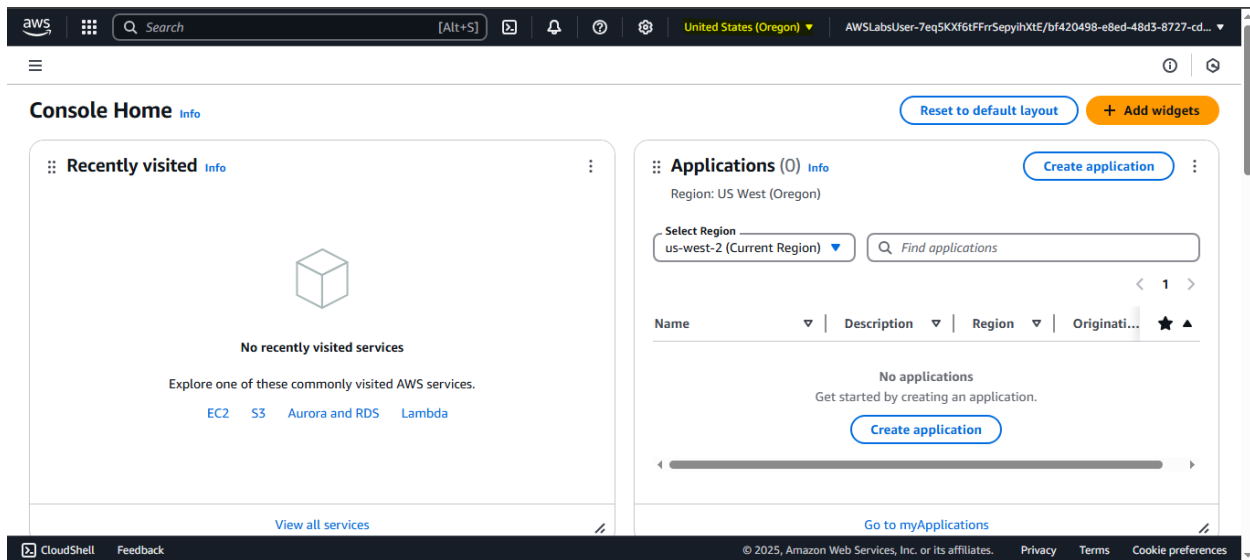 aws
Search [Alt+S] United States (Oregon) AWSLabsUser-7eq5KXf6tFFrrSepyihXtE/bf420498-e8ed-48d3-8727-cd...
Console Home Info
Reset to default layout
+ Add widgets
Recently visited Info
No recently visited services
Explore one of these commonly visited AWS services.
EC2 S3 Aurora and RDS Lambda
View all services
Applications (0) Info
Create application
Region: US West (Oregon)
Select Region
us-west-2 (Current Region)
Find applications
1
Name Description Region Originati...
No applications
Get started by creating an application.
Create application
Go to myApplications
CloudShell Feedback © 2025, Amazon Web Services, Inc. or its affiliates. Privacy Terms Cookie preferences